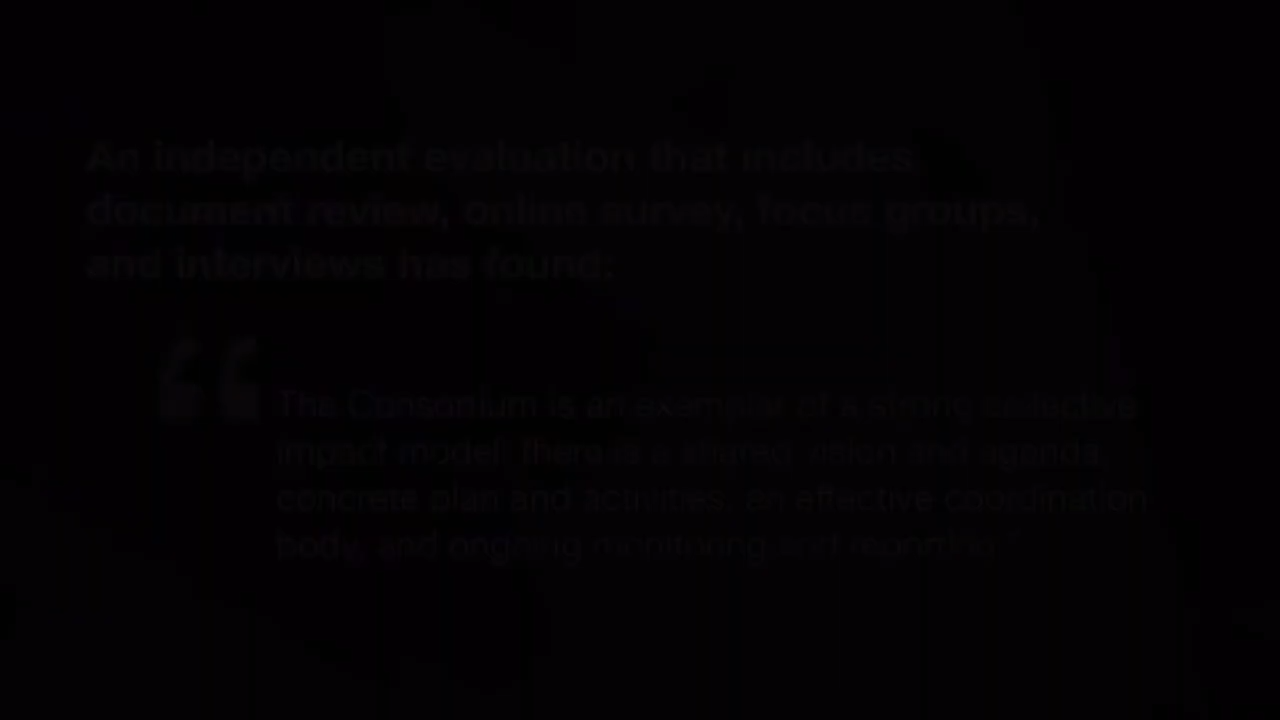 An independent evaluation that includes
document review, online survey, focus groups,
and interviews has found:
“ The Consortium is an exemplar of a strong collective
impact model: there is a shared vision and agenda,
concrete plan and activities, an effective coordination
body, and ongoing monitoring and reporting.”